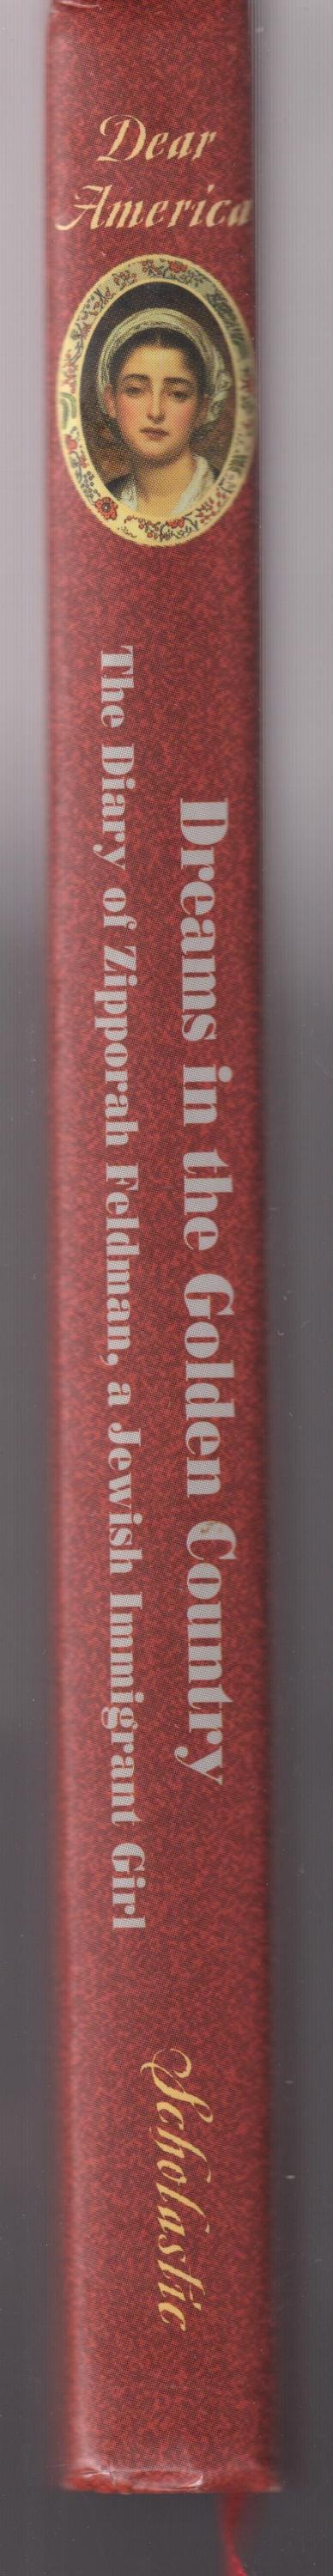 Dear
America
Dreams in the Golden Country
The Diary of Zipporah Feldman, a Jewish Immigrant Girl
Scholastic